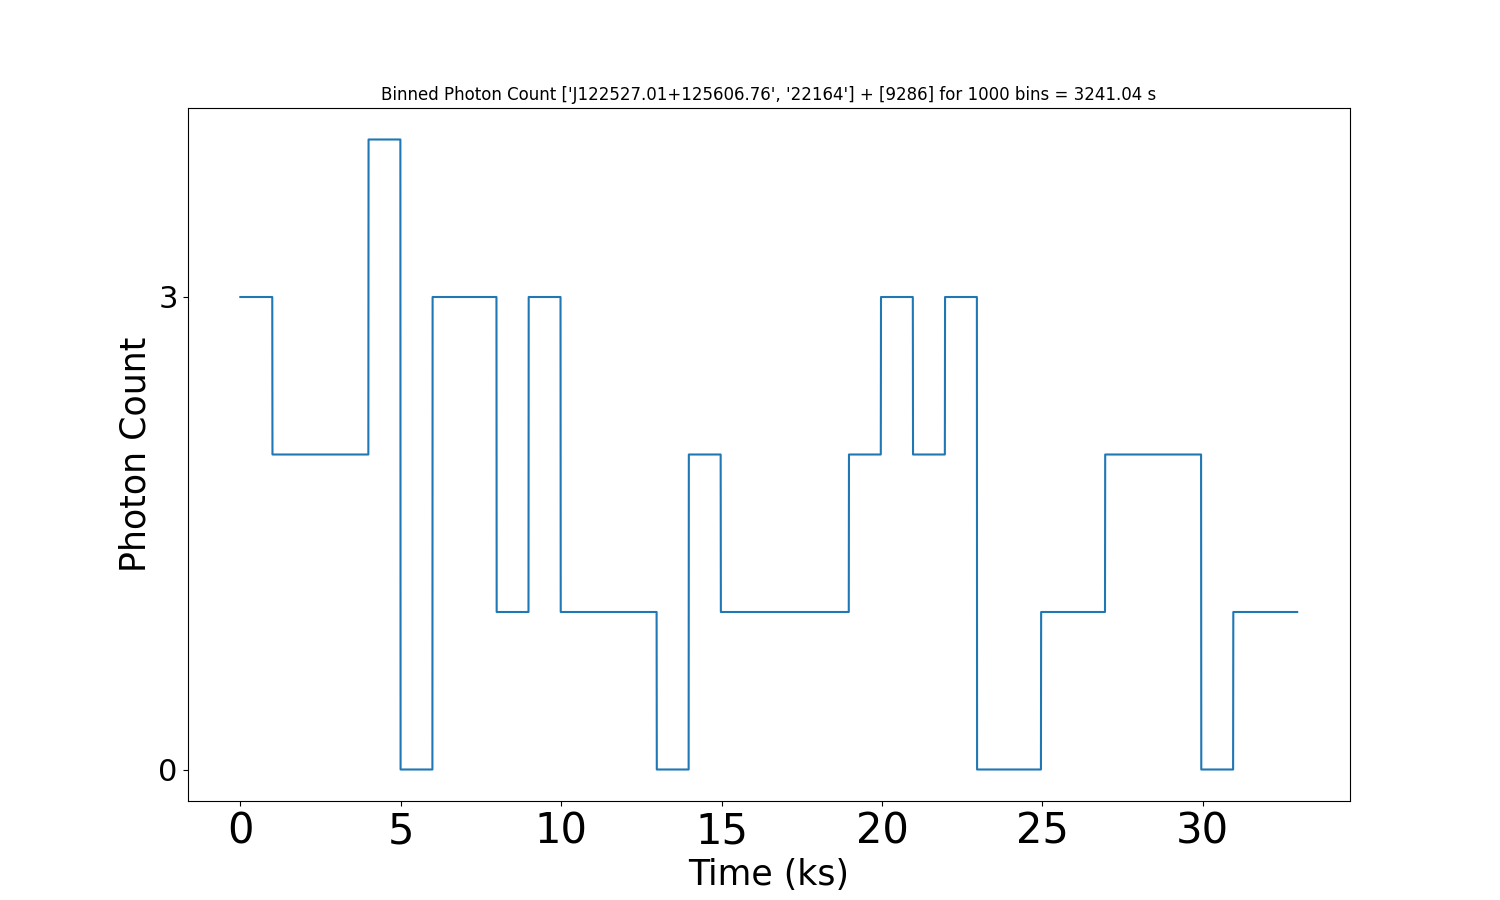 Binned Photon Count ['J122527.01+125606.76', '22164'] + [9286] for 1000 bins = 3241.04 s
3
0
Photon Count
0 5 10 15 20 25 30
Time (ks)